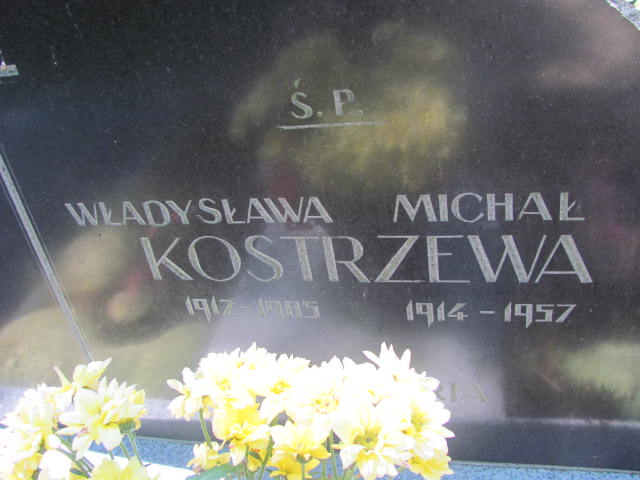 Ś. P.
WŁADYSŁAWA MICHAŁ
KOSTRZEWA
1912-1985 1914-1957